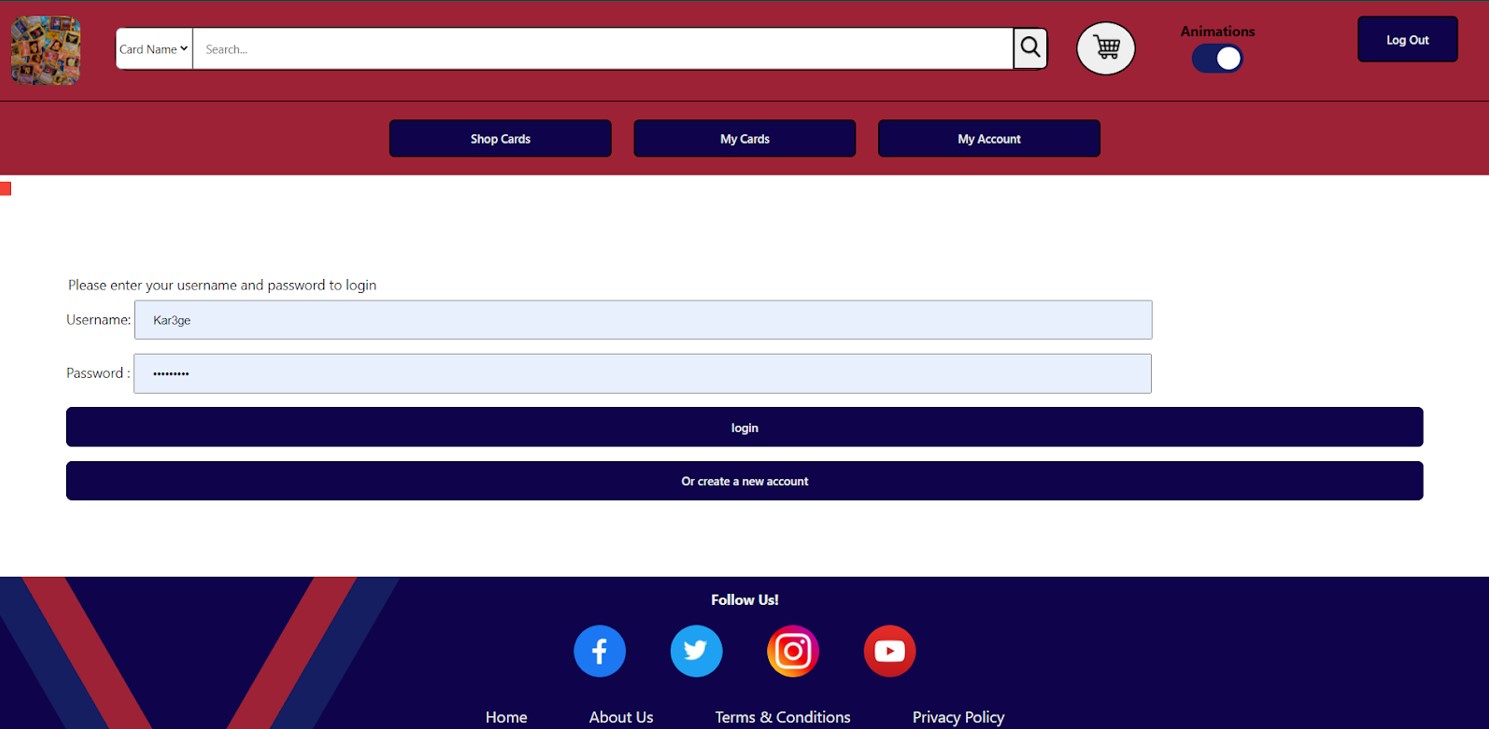 Card Name Search... Animations Log Out
Shop Cards My Cards My Account
Please enter your username and password to login
Username: Kar3ge
Password : •••••••••
login
Or create a new account
Follow Us!
Home About Us Terms & Conditions Privacy Policy